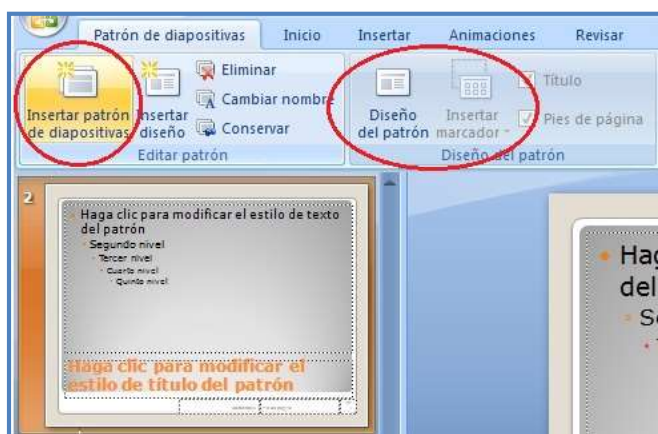 Patrón de diapositivas Inicio Insertar Animaciones Revisar
Insertar patrón de diapositivas
Insertar diseño
Eliminar
Cambiar nombre
Conservar
Editar patrón
Diseño del patrón
Insertar marcador
Título
Pies de página
Diseño del patrón
2
Haga clic para modificar el estilo de texto
del patrón
Segundo nivel
Tercer nivel
Cuarto nivel
Quinto nivel
Haga clic para modificar el
estilo de título del patrón
Hag
del
Se